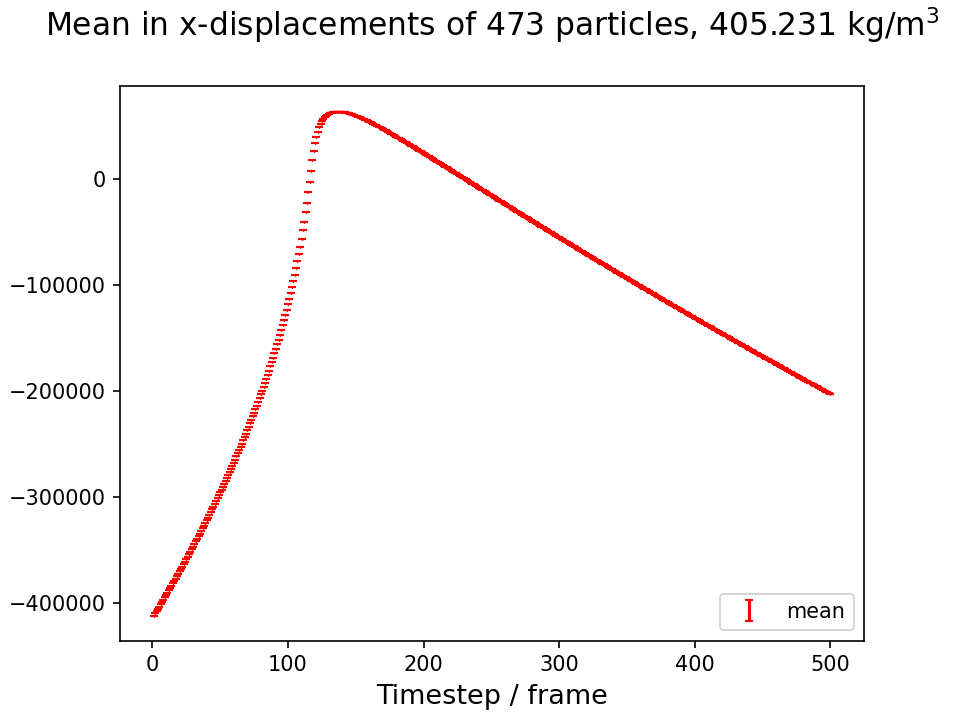 Mean in x-displacements of 473 particles, 405.231 kg/m³
0
−100000
−200000
−300000
−400000
mean
0 100 200 300 400 500
Timestep / frame